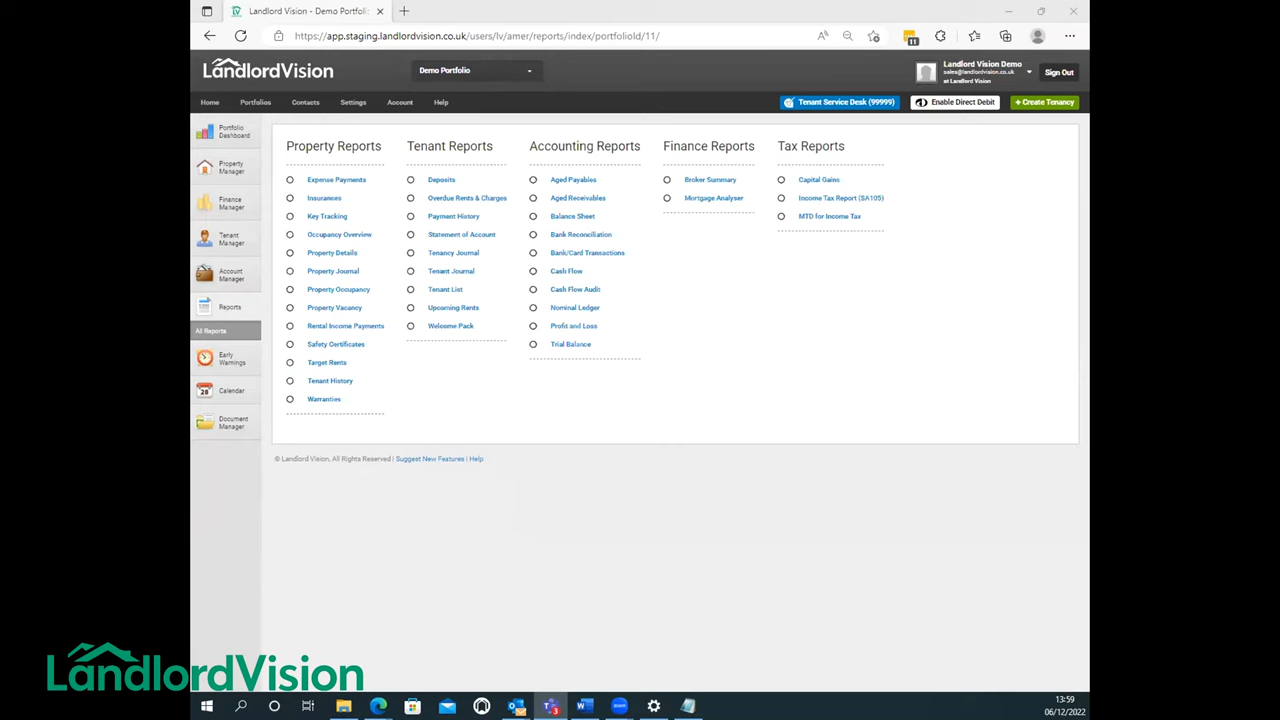 Landlord Vision - Demo Portfolio
https://app.staging.landlordvision.co.uk/users/lv/amer/reports/index/portfolioId/11/
11
LandlordVision
Demo Portfolio
Landlord Vision Demo
sales@landlordvision.co.uk
at Landlord Vision
Sign Out
Home Portfolios Contacts Settings Account Help
Tenant Service Desk (99999)
Enable Direct Debit
+ Create Tenancy
Portfolio
Dashboard
Property
Manager
Finance
Manager
Tenant
Manager
Account
Manager
Reports
All Reports
Early
Warnings
28
Calendar
Document
Manager
Property Reports
Expense Payments
Insurances
Key Tracking
Occupancy Overview
Property Details
Property Journal
Property Occupancy
Property Vacancy
Rental Income Payments
Safety Certificates
Target Rents
Tenant History
Warranties
Tenant Reports
Deposits
Overdue Rents & Charges
Payment History
Statement of Account
Tenancy Journal
Tenant Journal
Tenant List
Upcoming Rents
Welcome Pack
Accounting Reports
Aged Payables
Aged Receivables
Balance Sheet
Bank Reconciliation
Bank/Card Transactions
Cash Flow
Cash Flow Audit
Nominal Ledger
Profit and Loss
Trial Balance
Finance Reports
Broker Summary
Mortgage Analyser
Tax Reports
Capital Gains
Income Tax Report (SA105)
MTD for Income Tax
© Landlord Vision, All Rights Reserved | Suggest New Features | Help
LandlordVision
13:59
06/12/2022